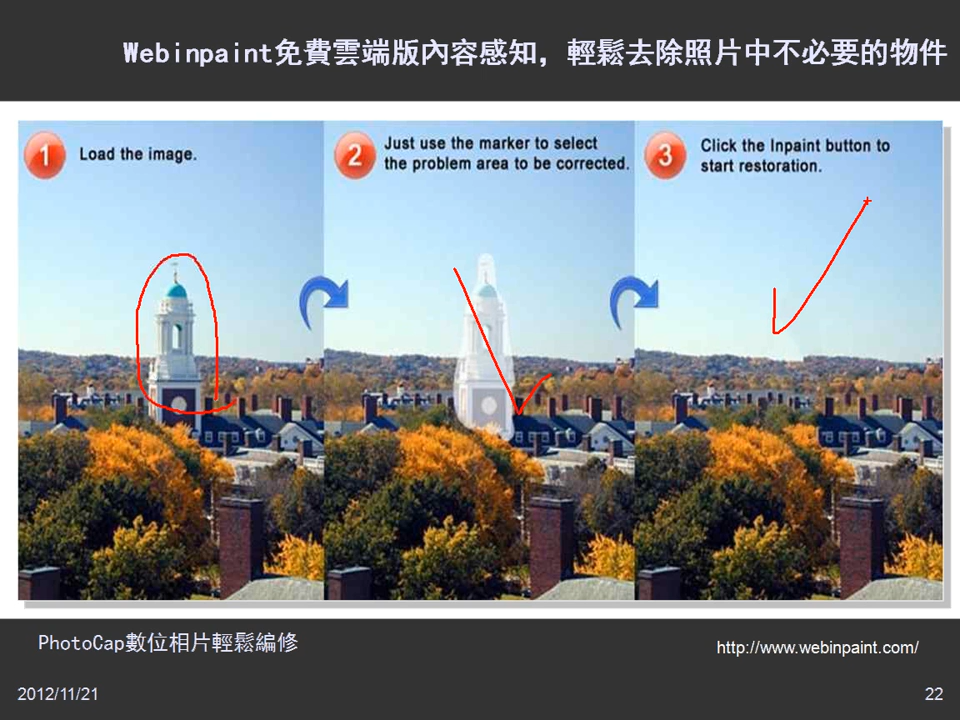 Webinpaint免費雲端版內容感知，輕鬆去除照片中不必要的物件
1
Load the image.
2
Just use the marker to select
the problem area to be corrected.
3
Click the Inpaint button to
start restoration.
PhotoCap數位相片輕鬆編修
http://www.webinpaint.com/
2012/11/21
22